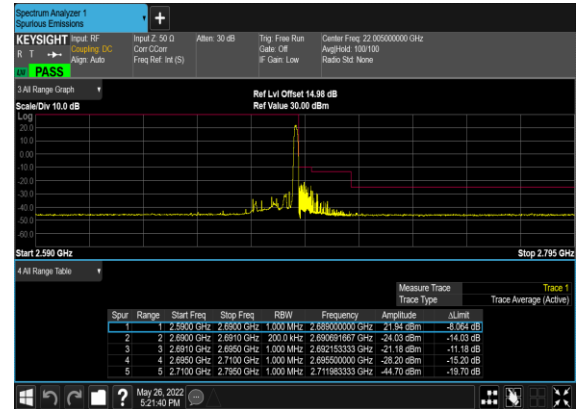 Spectrum Analyzer 1
Spurious Emissions
+
KEYSIGHT Input: RF Input Z: 50 Ω Atten: 30 dB Trig: Free Run Center Freq: 22.005000000 GHz
R T Coupling: DC Corr CCorr Gate: Off Avg|Hold: 100/100
Align: Auto Freq Ref: Int (S) IF Gain: Low Radio Std: None
PASS
3 All Range Graph
Ref Lvl Offset 14.98 dB
Scale/Div 10.0 dB Ref Value 30.00 dBm
Log
20.0
10.0
0.00
-10.0
-20.0
-30.0
-40.0
-50.0
-60.0
Start 2.590 GHz Stop 2.795 GHz
4 All Range Table
Measure Trace Trace 1
Trace Type Trace Average (Active)
Spur Range Start Freq Stop Freq RBW Frequency Amplitude ΔLimit
1 1 2.5900 GHz 2.6900 GHz 1.000 MHz 2.689000000 GHz 21.94 dBm -8.064 dB
2 2 2.6900 GHz 2.6910 GHz 200.0 kHz 2.690691667 GHz -24.03 dBm -14.03 dB
3 3 2.6910 GHz 2.6950 GHz 1.000 MHz 2.692153333 GHz -21.18 dBm -11.18 dB
4 4 2.6950 GHz 2.7100 GHz 1.000 MHz 2.695500000 GHz -28.20 dBm -15.20 dB
5 5 2.7100 GHz 2.7950 GHz 1.000 MHz 2.711983333 GHz -44.70 dBm -19.70 dB
?
May 26, 2022
5:21:40 PM